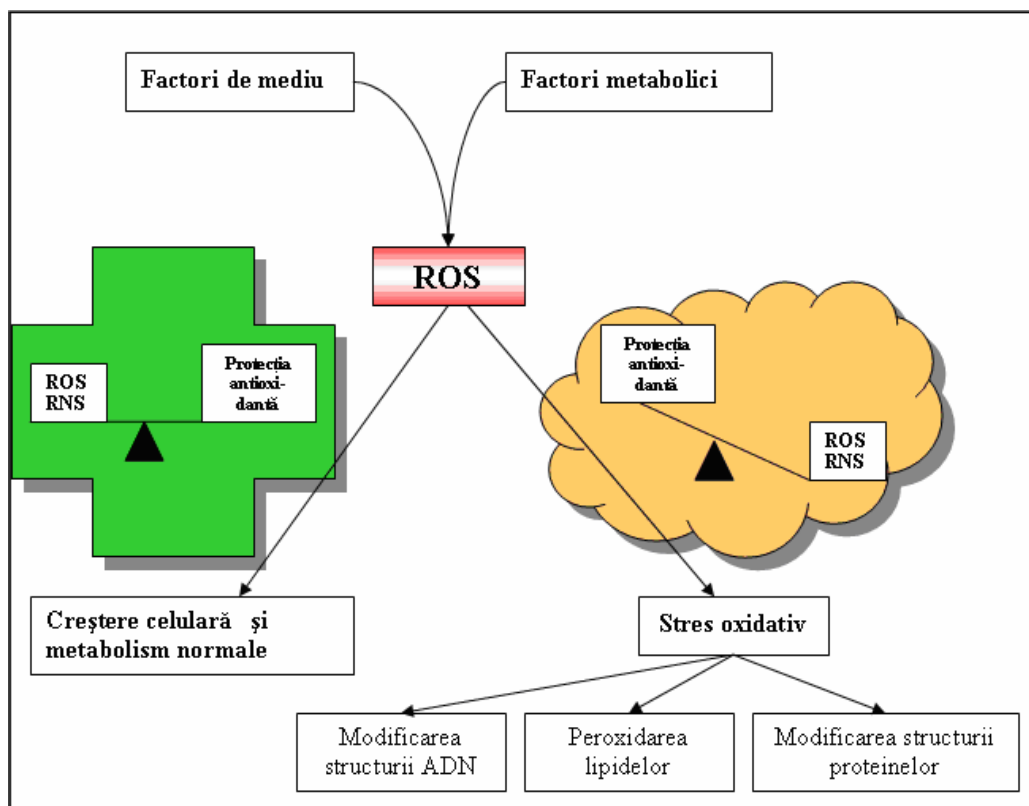 Factori de mediu
Factori metabolici
ROS
ROS
RNS
Protecția
antioxi-
dantă
Protecția
antioxi-
dantă
ROS
RNS
Creştere celulară și
metabolism normale
Stres oxidativ
Modificarea
structurii ADN
Peroxidarea
lipidelor
Modificarea structurii
proteinelor